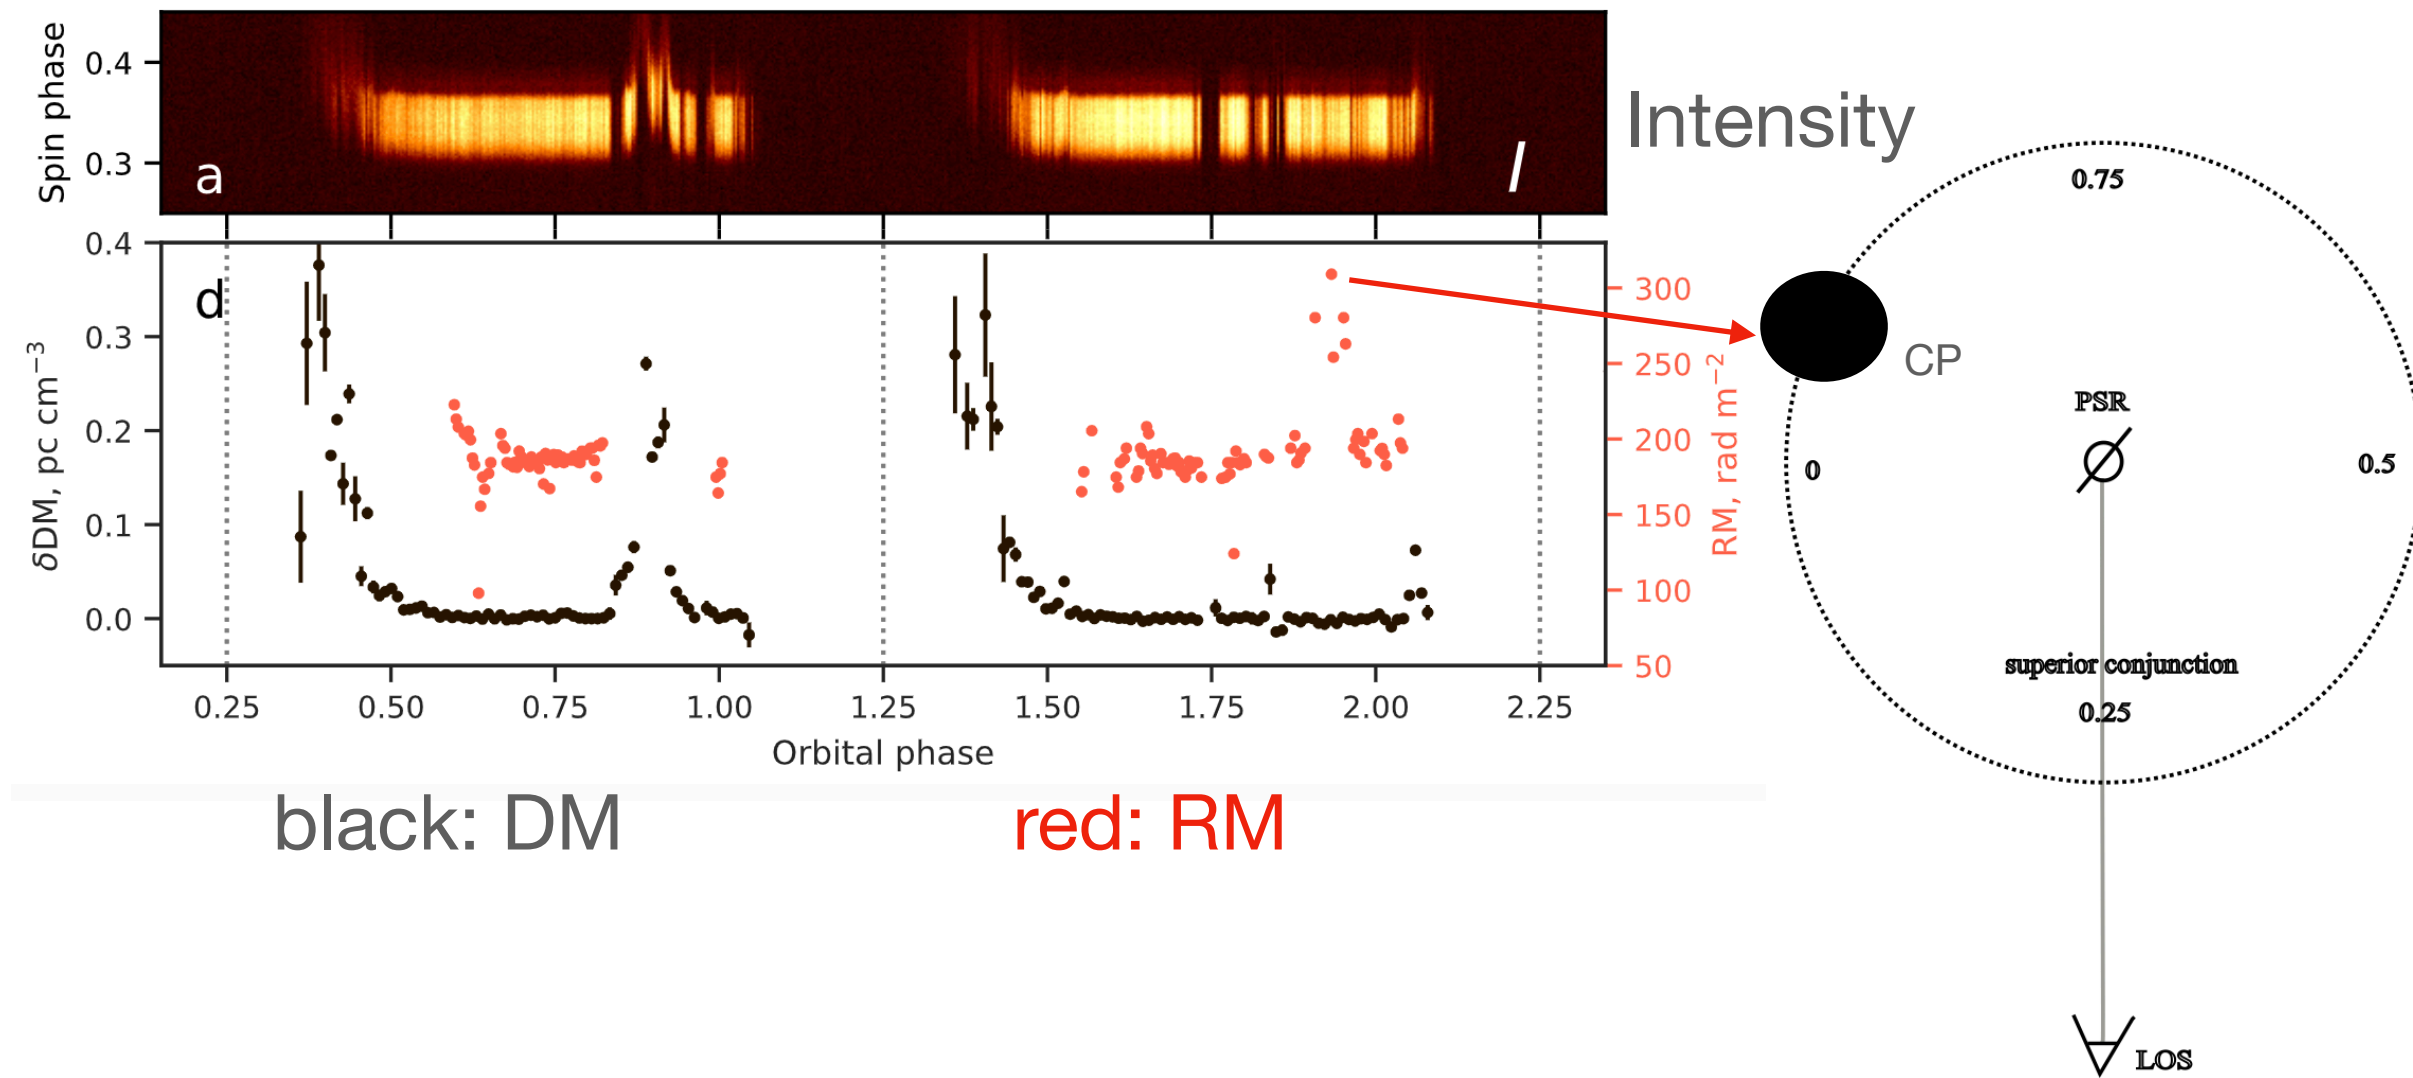 Spin phase
0.4
0.3
a
I
Intensity
0.4
0.3
0.2
0.1
0.0
δDM, pc cm⁻³
d
300
250
200
150
100
50
RM, rad m⁻²
0.25 0.50 0.75 1.00 1.25 1.50 1.75 2.00 2.25
Orbital phase
black: DM
red: RM
0.75
CP
PSR
0
0.5
superior conjunction
0.25
LOS